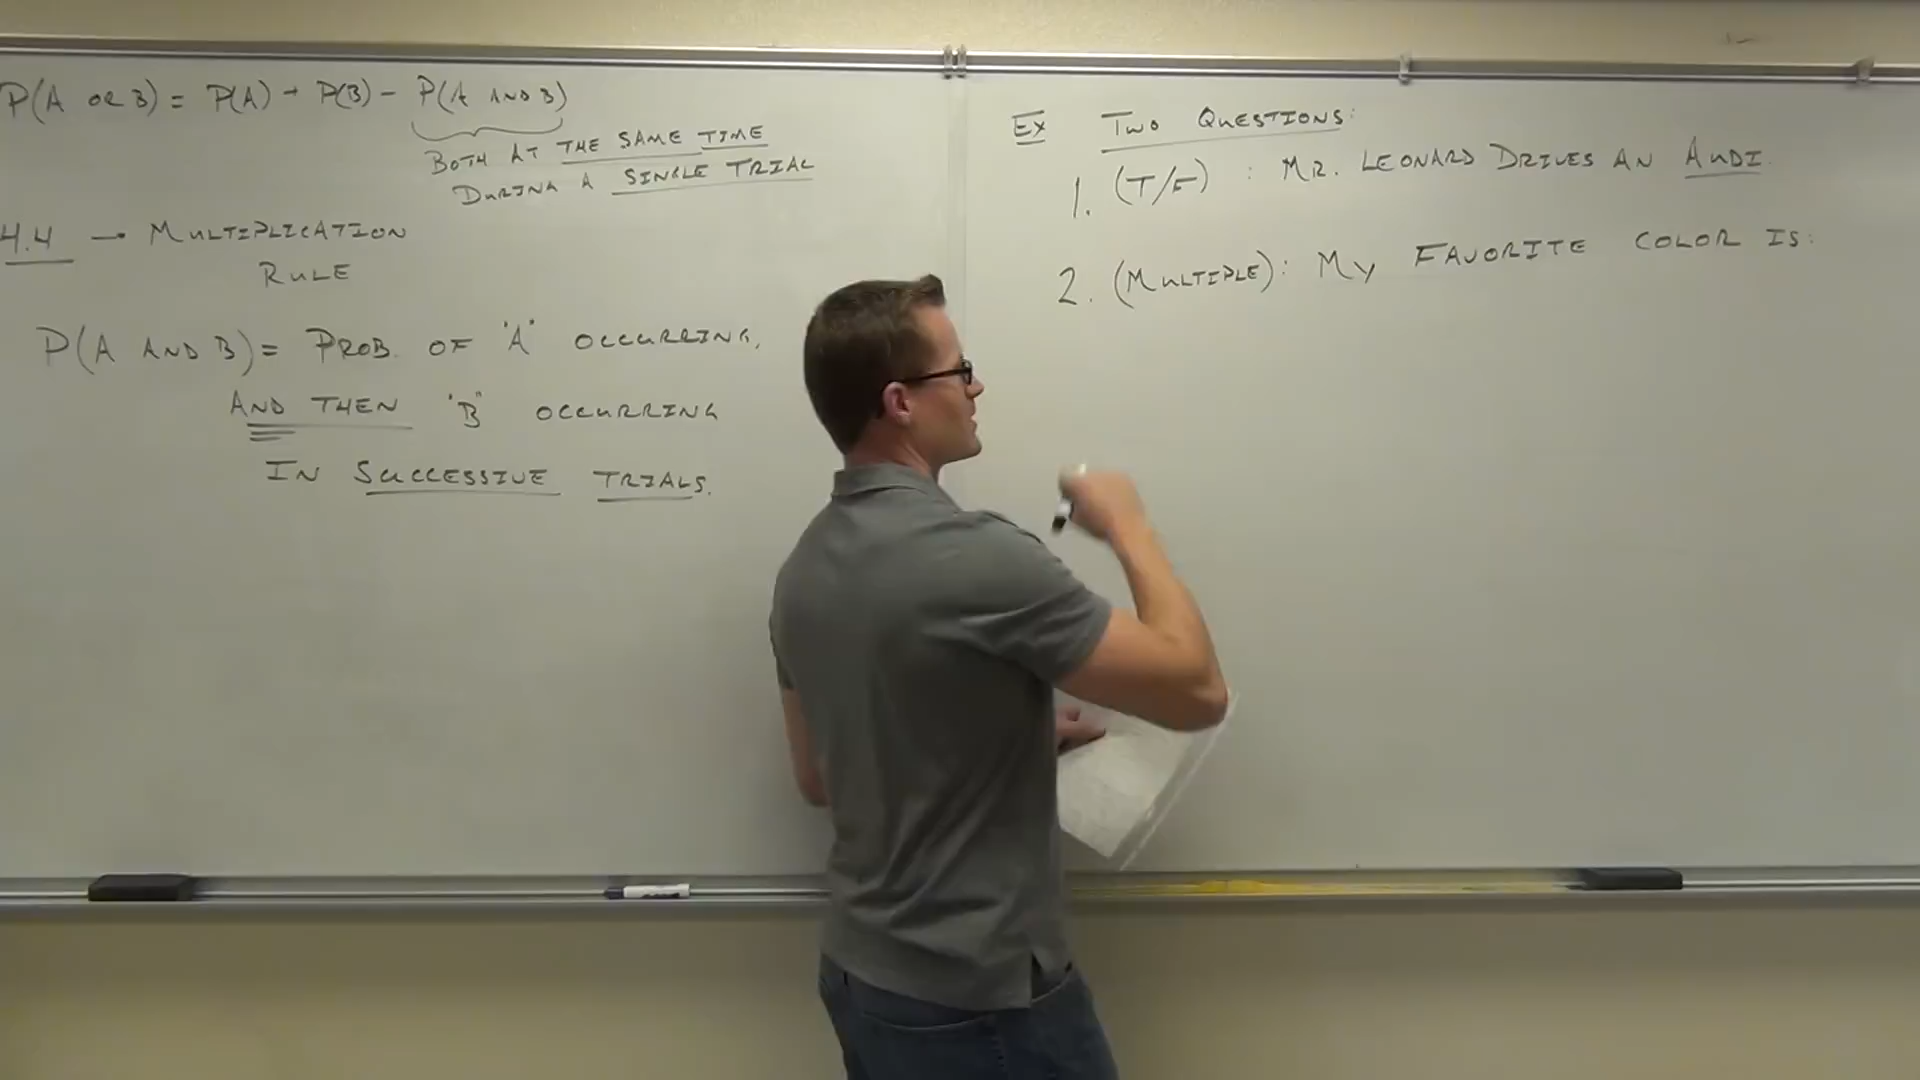 P(A OR B) = P(A) + P(B) - P(A AND B)
BOTH AT THE SAME TIME
DURING A SINGLE TRIAL
4.4 → MULTIPLICATION
RULE
P(A AND B) = PROB. OF "A" OCCURRING,
AND THEN "B" OCCURRING
IN SUCCESSIVE TRIALS.
EX TWO QUESTIONS:
1. (T/F) : MR. LEONARD DRIVES AN AUDI.
2. (MULTIPLE): MY FAVORITE COLOR IS: